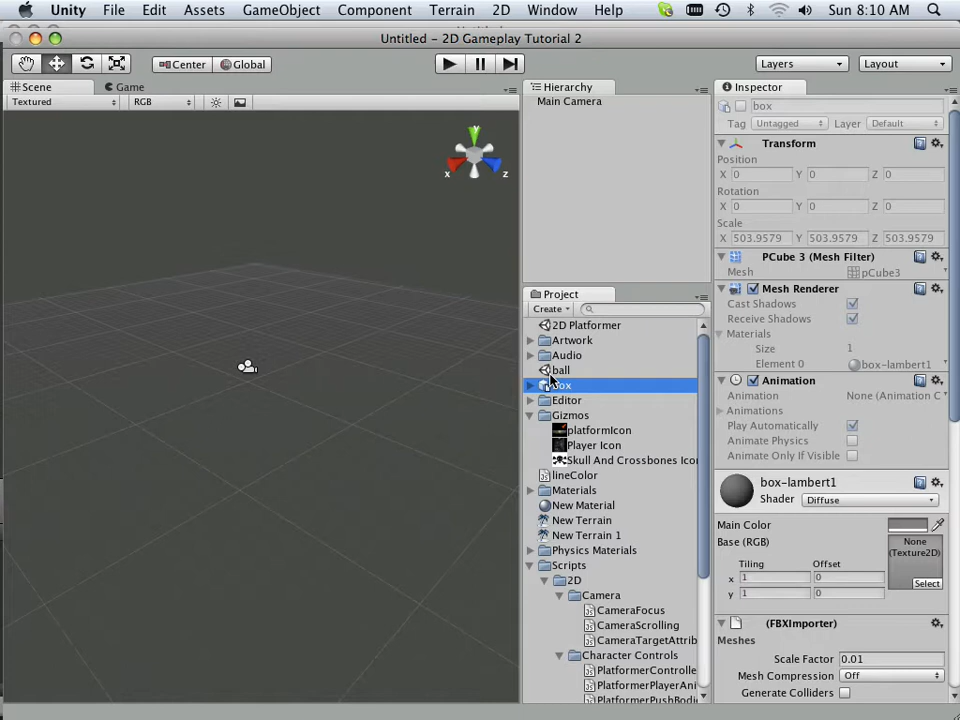 Unity File Edit Assets GameObject Component Terrain 2D Window Help Sun 8:10 AM
Untitled - 2D Gameplay Tutorial 2
Center Global Layers Layout
Scene Game
Textured RGB
y
x z
Hierarchy
Main Camera
Project
Create
2D Platformer
Artwork
Audio
ball
box
Editor
Gizmos
platformIcon
Player Icon
Skull And Crossbones Icon
lineColor
Materials
New Material
New Terrain
New Terrain 1
Physics Materials
Scripts
2D
Camera
CameraFocus
CameraScrolling
CameraTargetAttrib
Character Controls
PlatformerControlle
PlatformerPlayerAni
PlatformerPushBodi
Inspector
box
Tag Untagged Layer Default
Transform
Position
X 0 Y 0 Z 0
Rotation
X 0 Y 0 Z 0
Scale
X 503.9579 Y 503.9579 Z 503.9579
PCube 3 (Mesh Filter)
Mesh pCube3
Mesh Renderer
Cast Shadows
Receive Shadows
Materials
Size 1
Element 0 box-lambert1
Animation
Animation None (Animation C
Animations
Play Automatically
Animate Physics
Animate Only If Visible
box-lambert1
Shader Diffuse
Main Color
Base (RGB) None (Texture2D)
Tiling Offset
x 1 0
y 1 0
Select
(FBXImporter)
Meshes
Scale Factor 0.01
Mesh Compression Off
Generate Colliders